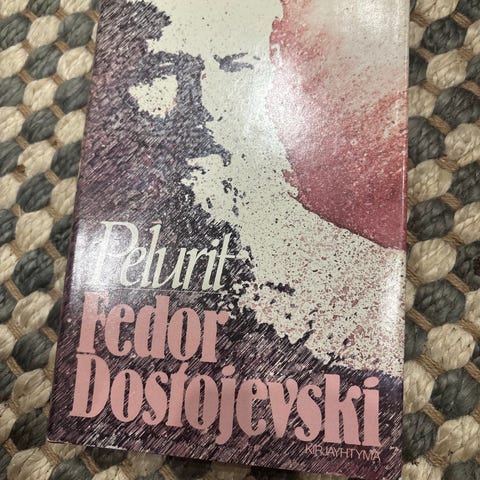 Pelurit
Fedor
Dostojevski
KIRJAYHTYMÄ